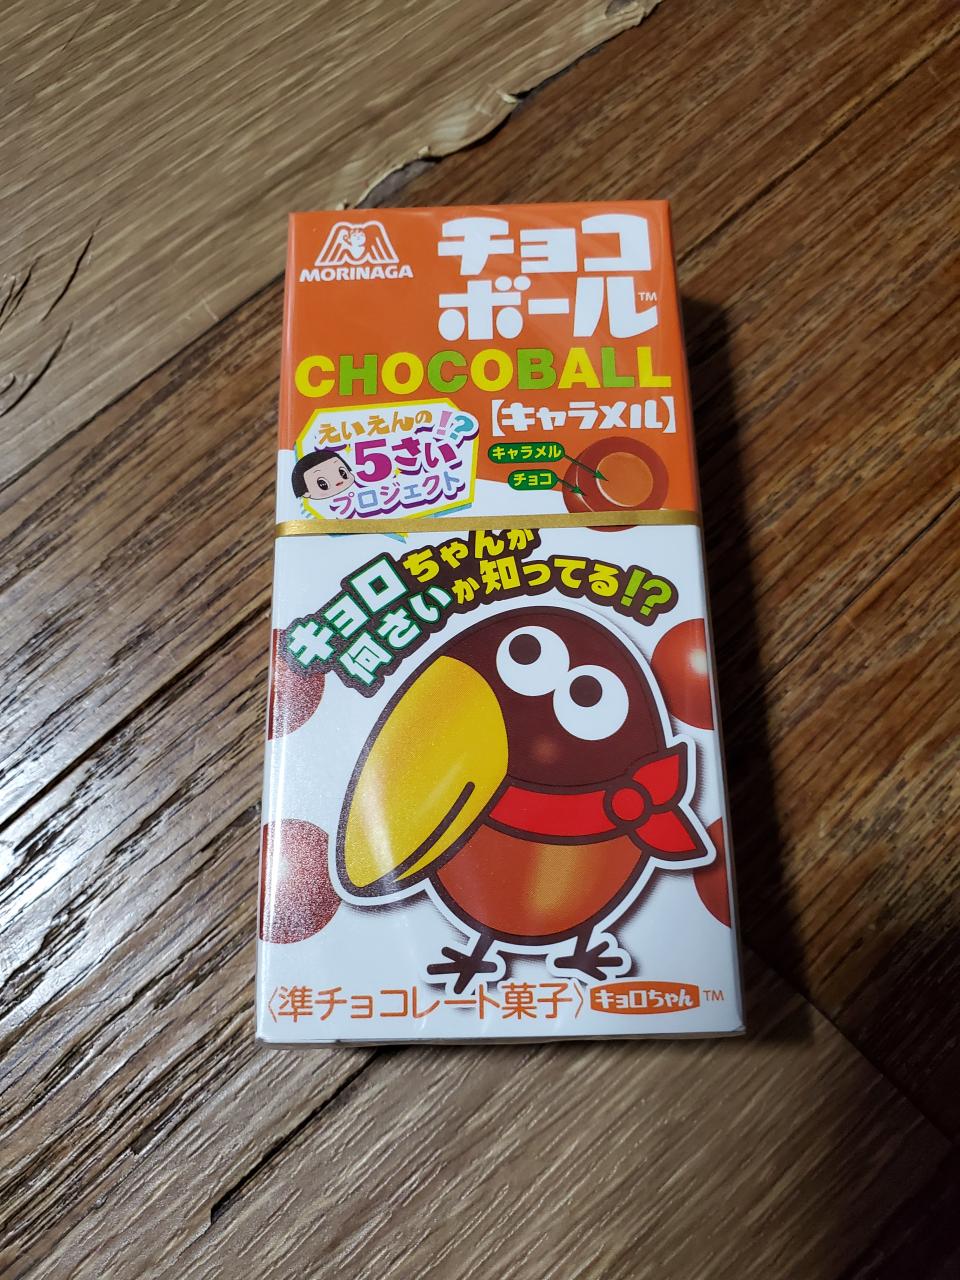 MORINAGA
チョコ
ボール™
CHOCOBALL
【キャラメル】
えいえんの!?
5さい
プロジェクト
キャラメル
チョコ
キョロちゃんが
何さいか知ってる!?
〈準チョコレート菓子〉
キョロちゃん™